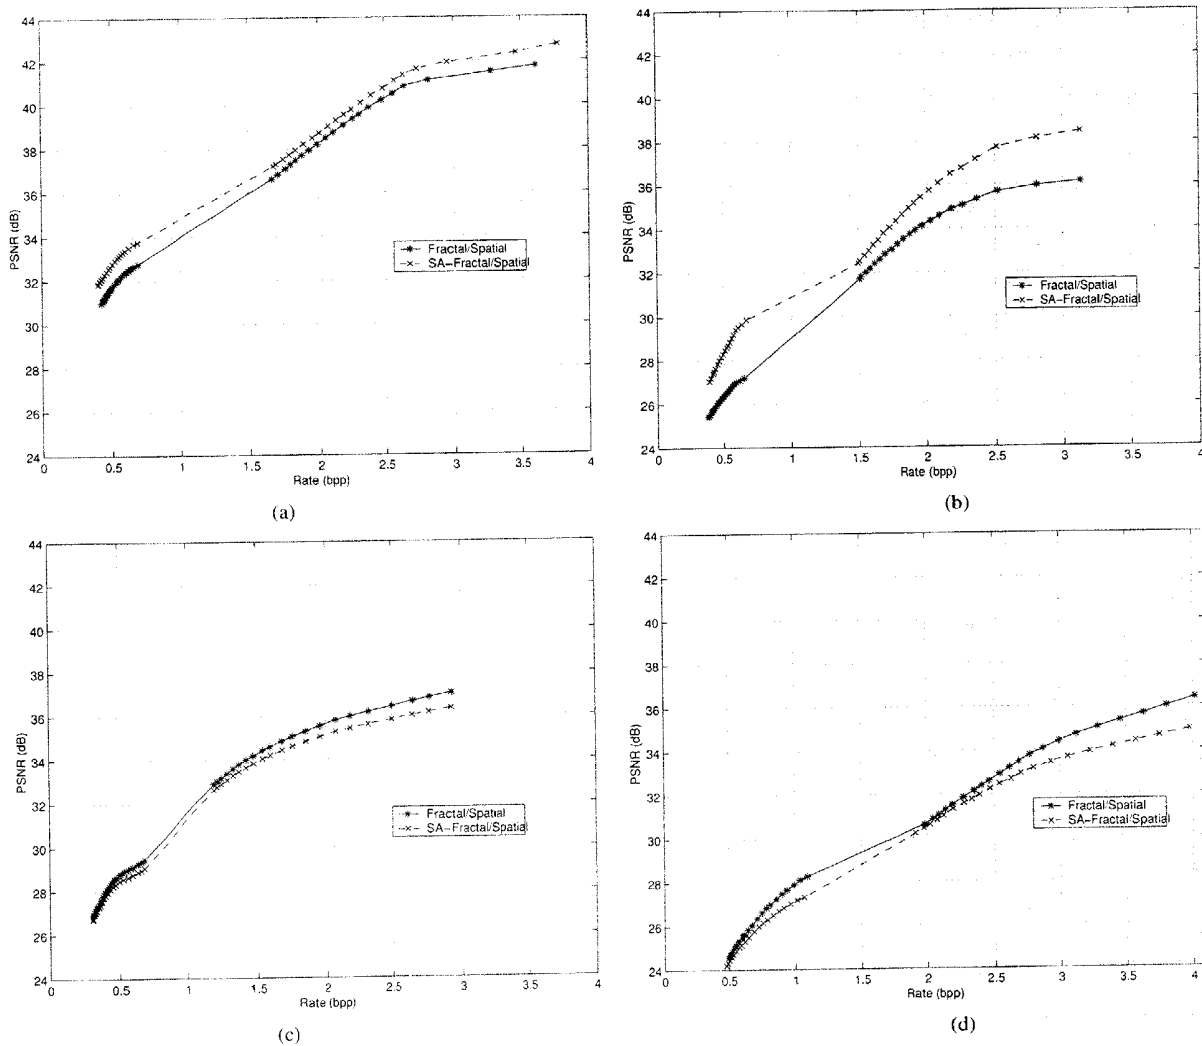 44
42
40
38
36
34
32
30
28
26
24
PSNR (dB)
0 0.5 1 1.5 2 2.5 3 3.5 4
Rate (bpp)
Fractal/Spatial
SA-Fractal/Spatial
(a)
44
42
40
38
36
34
32
30
28
26
24
PSNR (dB)
0 0.5 1 1.5 2 2.5 3 3.5 4
Rate (bpp)
Fractal/Spatial
SA-Fractal/Spatial
(b)
44
42
40
38
36
34
32
30
28
26
24
PSNR (dB)
0 0.5 1 1.5 2 2.5 3 3.5 4
Rate (bpp)
Fractal/Spatial
SA-Fractal/Spatial
(c)
44
42
40
38
36
34
32
30
28
26
24
PSNR (dB)
0 0.5 1 1.5 2 2.5 3 3.5 4
Rate (bpp)
Fractal/Spatial
SA-Fractal/Spatial
(d)